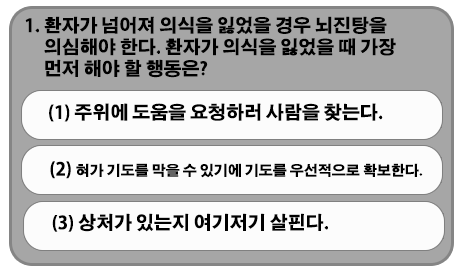 1. 환자가 넘어져 의식을 잃었을 경우 뇌진탕을
의심해야 한다. 환자가 의식을 잃었을 때 가장
먼저 해야 할 행동은?
(1) 주위에 도움을 요청하러 사람을 찾는다.
(2) 혀가 기도를 막을 수 있기에 기도를 우선적으로 확보한다.
(3) 상처가 있는지 여기저기 살핀다.